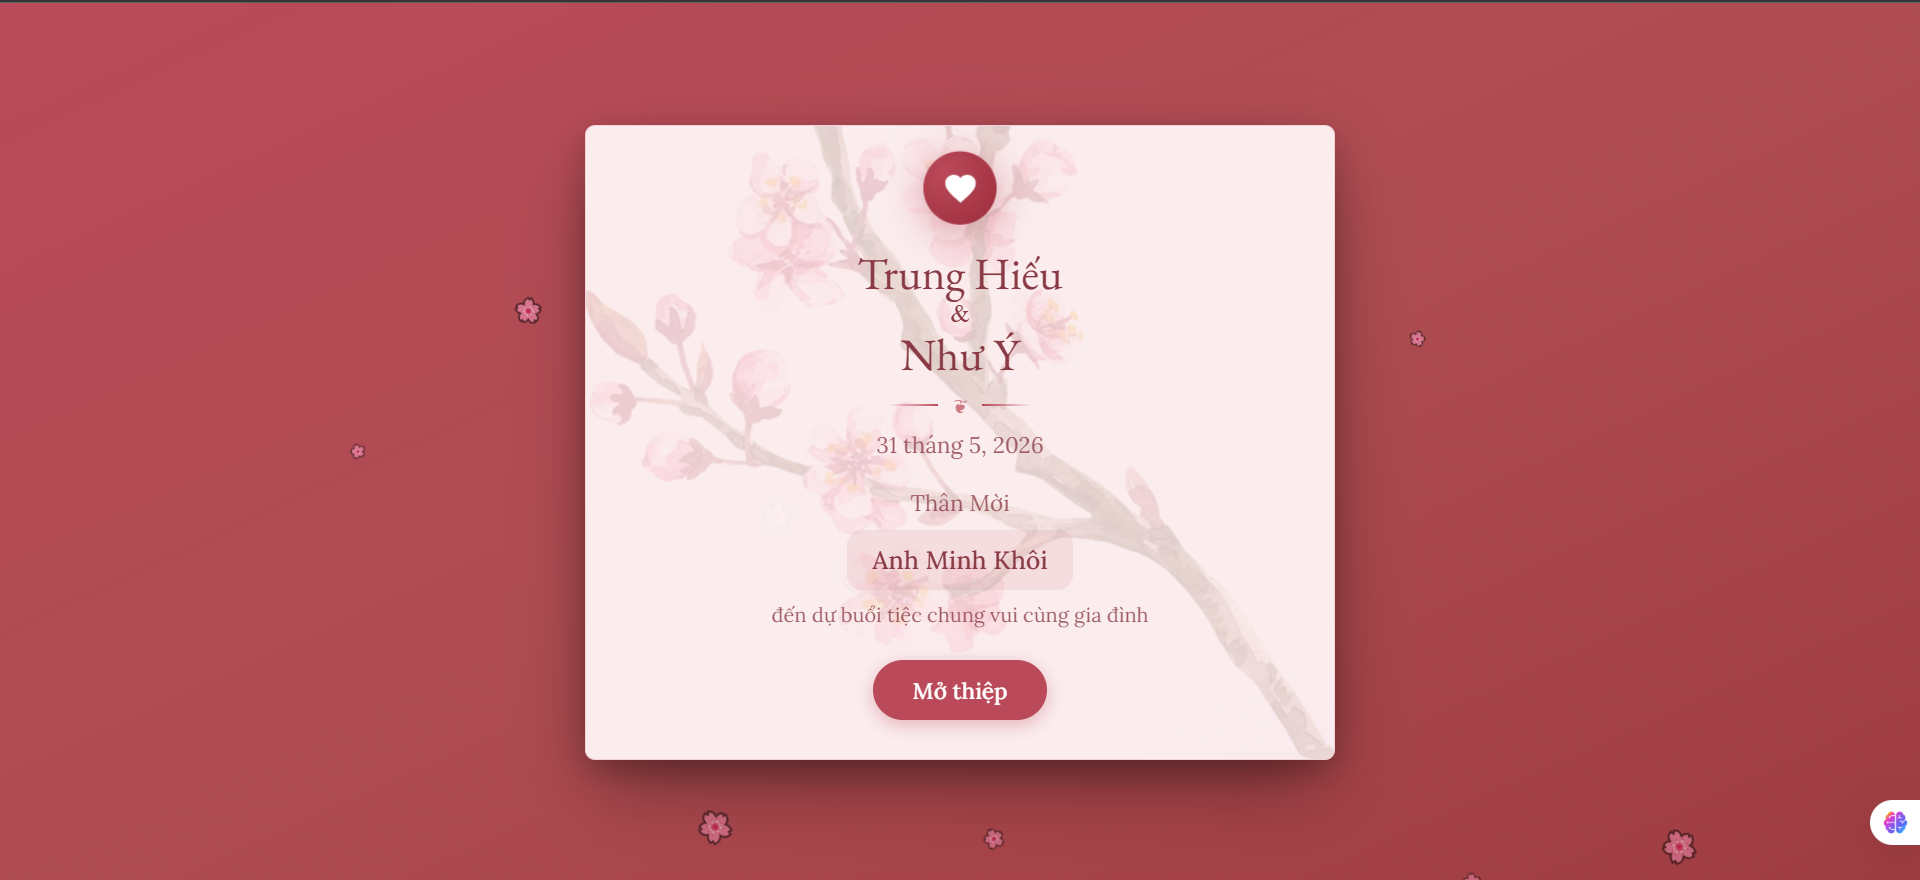 Trung Hiếu
&
Như Ý
31 tháng 5, 2026
Thân Mời
Anh Minh Khôi
đến dự buổi tiệc chung vui cùng gia đình
Mở thiệp